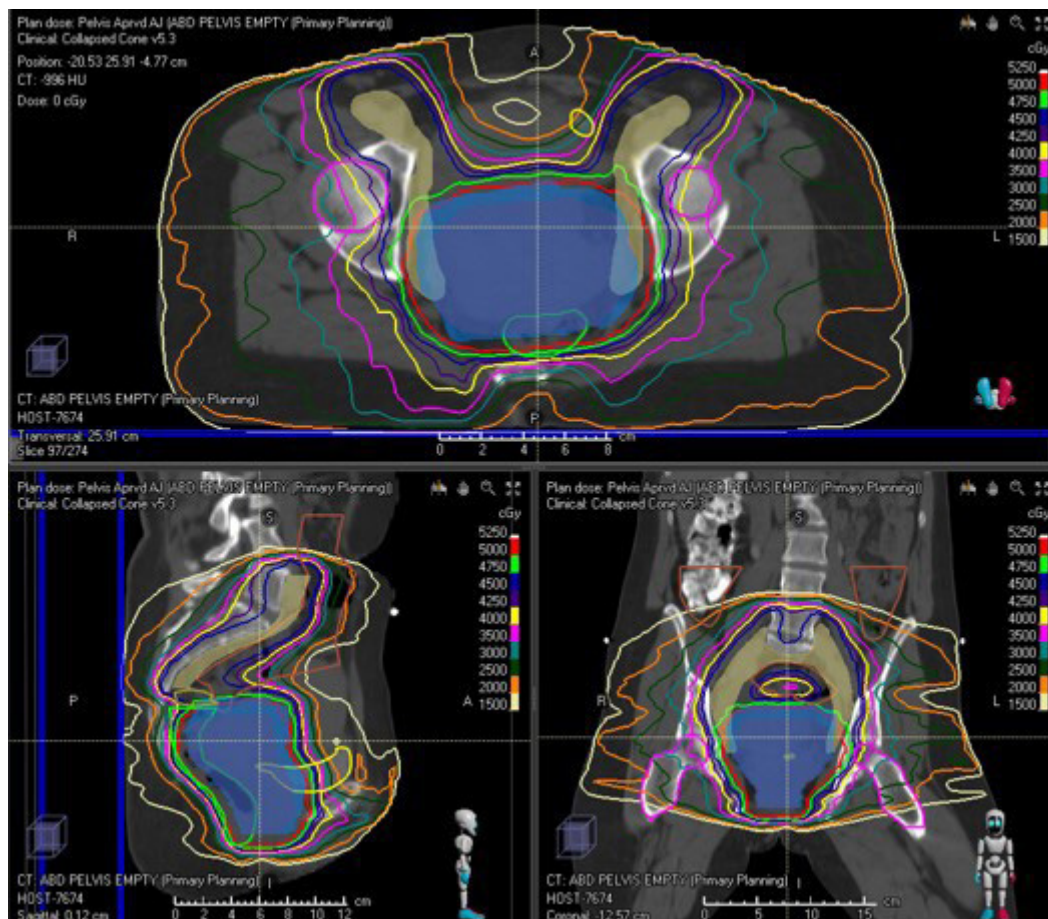 Plan dose: Pelvis Aprvd AJ (ABD PELVIS EMPTY (Primary Planning))
Clinical: Collapsed Cone v5.3
Position: -20.53 25.91 -4.77 cm
CT: -996 HU
Dose: 0 cGy
A
cGy
5250
5000
4750
4500
4250
4000
3500
3000
2500
2000
1500
R
L
P
CT: ABD PELVIS EMPTY (Primary Planning)
HOST-7674
Transversal: 25.91 cm
Slice 97/274
0 2 4 6 8 cm
Plan dose: Pelvis Aprvd AJ (ABD PELVIS EMPTY (Primary Planning))
Clinical: Collapsed Cone v5.3
S
cGy
5250
5000
4750
4500
4250
4000
3500
3000
2500
2000
1500
P
A
CT: ABD PELVIS EMPTY (Primary Planning)
HOST-7674
Sagittal: 0.12 cm
0 2 4 6 8 10 12 cm
Plan dose: Pelvis Aprvd AJ (ABD PELVIS EMPTY (Primary Planning))
Clinical: Collapsed Cone v5.3
S
cGy
5250
5000
4750
4500
4250
4000
3500
3000
2500
2000
1500
R
L
CT: ABD PELVIS EMPTY (Primary Planning)
HOST-7674
Coronal: -12.57 cm
0 5 10 15 cm